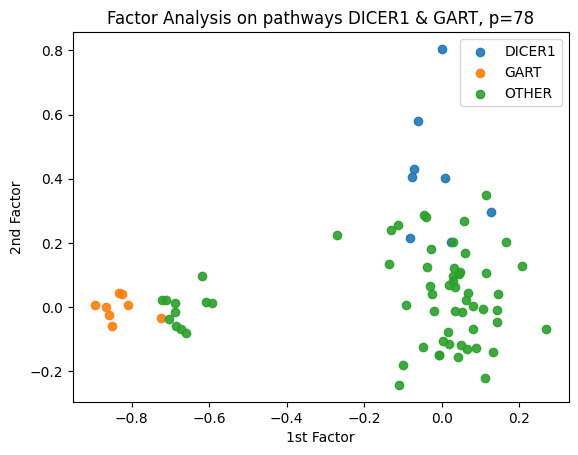 Factor Analysis on pathways DICER1 & GART, p=78
DICER1
GART
OTHER
2nd Factor
0.8
0.6
0.4
0.2
0.0
−0.2
−0.8
−0.6
−0.4
−0.2
0.0
0.2
1st Factor